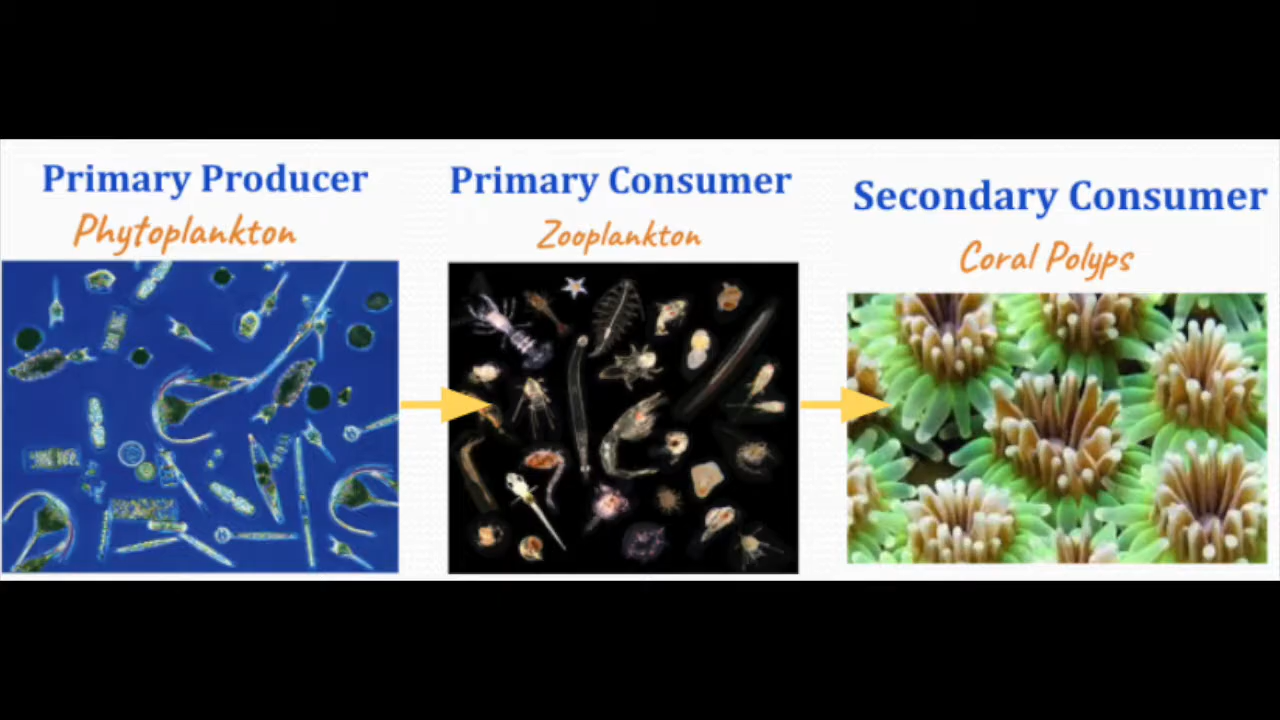 Primary Producer
Phytoplankton
Primary Consumer
Zooplankton
Secondary Consumer
Coral Polyps